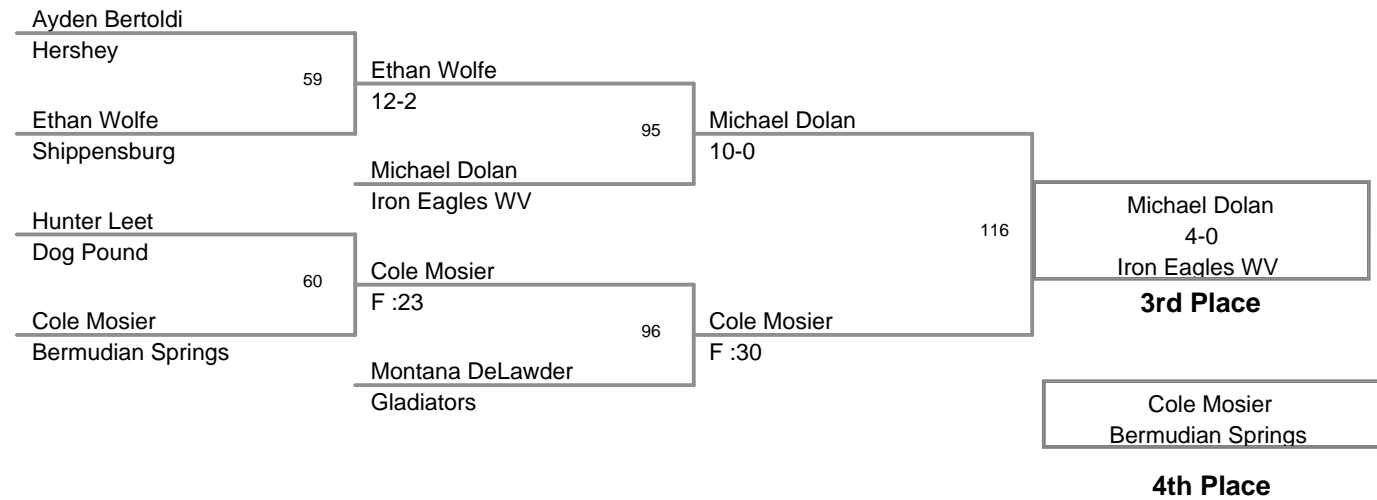 Ayden Bertoldi
Hershey
59
Ethan Wolfe
12-2
Ethan Wolfe
Shippensburg
95
Michael Dolan
10-0
Michael Dolan
Iron Eagles WV
Hunter Leet
Dog Pound
116
Michael Dolan
4-0
Iron Eagles WV
3rd Place
60
Cole Mosier
F :23
Cole Mosier
Bermudian Springs
96
Cole Mosier
F :30
Montana DeLawder
Gladiators
Cole Mosier
Bermudian Springs
4th Place